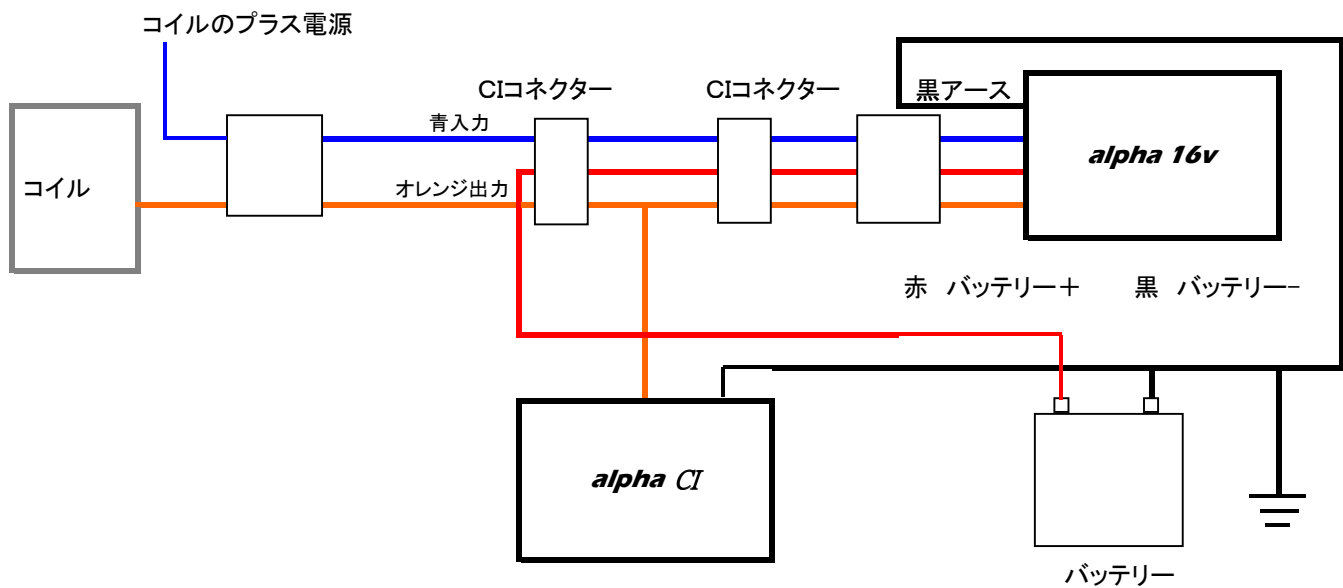 コイルのプラス電源
CIコネクター
CIコネクター
黒アース
青入力
alpha 16v
コイル
オレンジ出力
赤　バッテリー＋
黒　バッテリー−
alpha CI
バッテリー